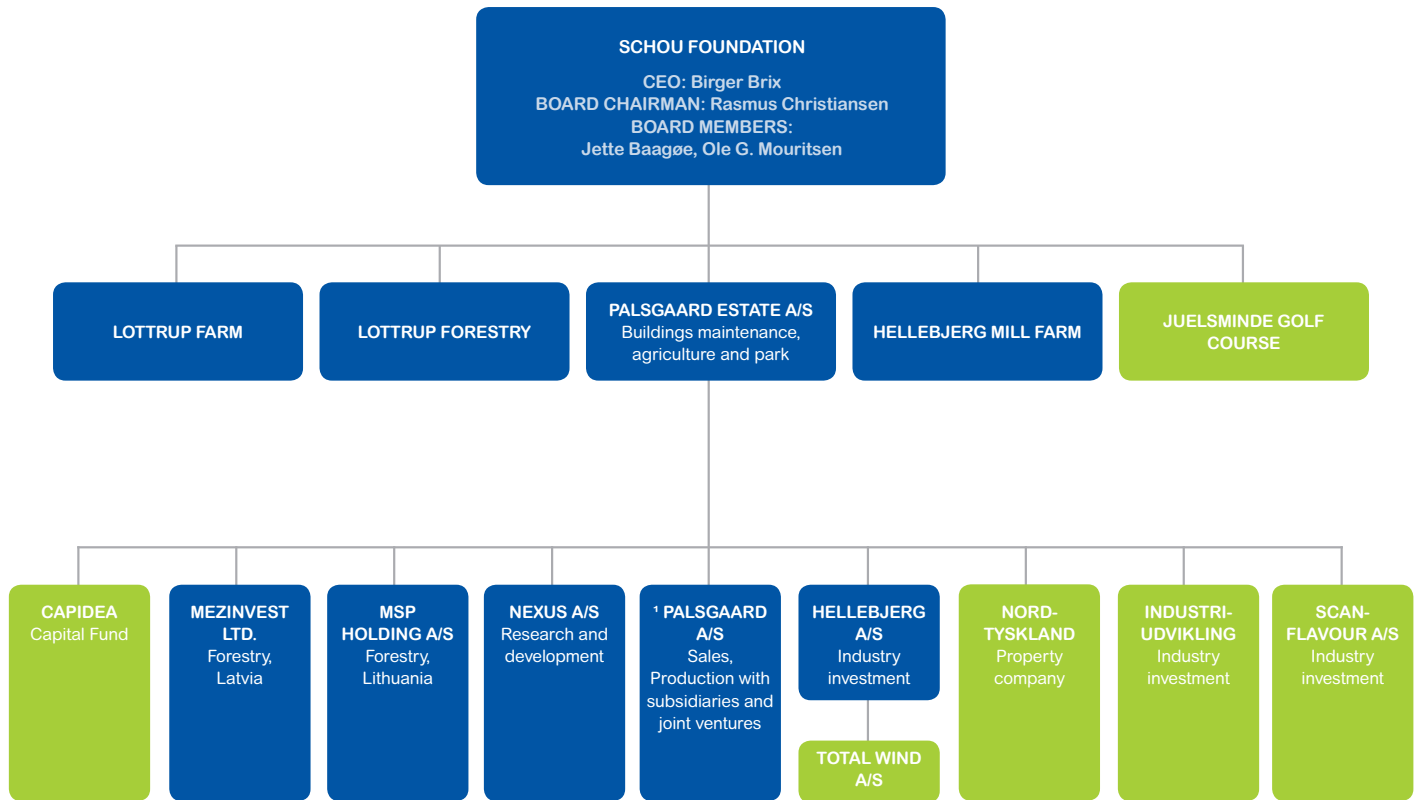 SCHOU FOUNDATION
CEO: Birger Brix
BOARD CHAIRMAN: Rasmus Christiansen
BOARD MEMBERS:
Jette Baagøe, Ole G. Mouritsen
LOTTRUP FARM
LOTTRUP FORESTRY
PALSGAARD ESTATE A/S
Buildings maintenance,
agriculture and park
HELLEBJERG MILL FARM
JUELSMINDE GOLF
COURSE
CAPIDEA
Capital Fund
MEZINVEST
LTD.
Forestry,
Latvia
MSP
HOLDING A/S
Forestry,
Lithuania
NEXUS A/S
Research and
development
¹ PALSGAARD
A/S
Sales,
Production with
subsidiaries and
joint ventures
HELLEBJERG
A/S
Industry
investment
TOTAL WIND
A/S
NORD-
TYSKLAND
Property
company
INDUSTRI-
UDVIKLING
Industry
investment
SCAN-
FLAVOUR A/S
Industry
investment